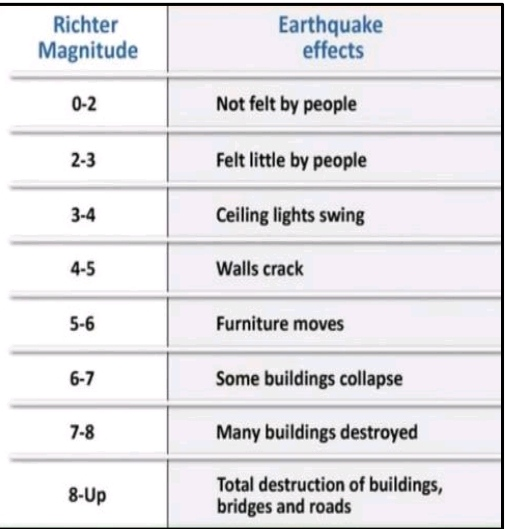 Richter
Magnitude
Earthquake
effects
0-2
Not felt by people
2-3
Felt little by people
3-4
Ceiling lights swing
4-5
Walls crack
5-6
Furniture moves
6-7
Some buildings collapse
7-8
Many buildings destroyed
8-Up
Total destruction of buildings,
bridges and roads